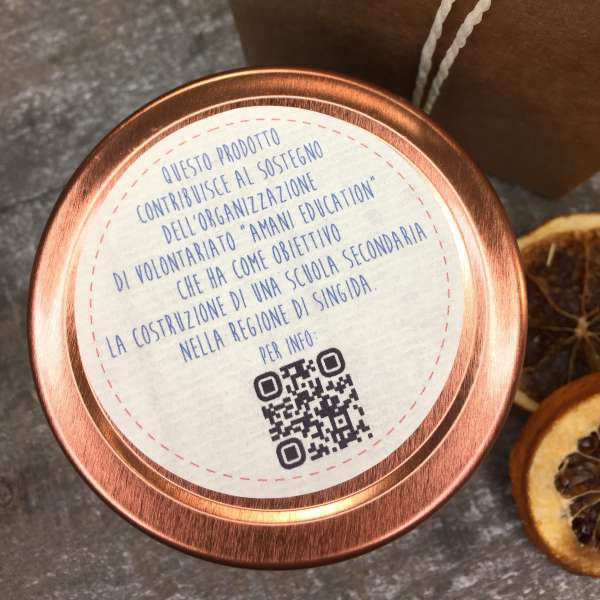 QUESTO PRODOTTO
CONTRIBUISCE AL SOSTEGNO
DELL'ORGANIZZAZIONE
DI VOLONTARIATO "AMANI EDUCATION"
CHE HA COME OBIETTIVO
LA COSTRUZIONE DI UNA SCUOLA SECONDARIA
NELLA REGIONE DI SINGIDA.
PER INFO: